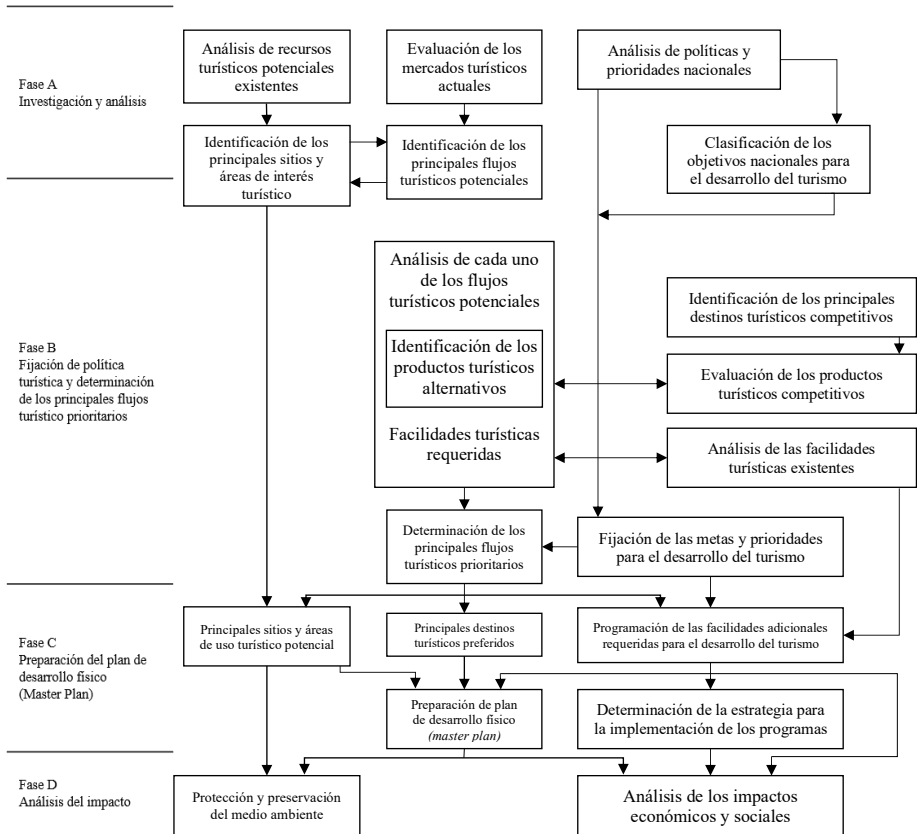 Fase A
Investigación y análisis
Análisis de recursos
turísticos potenciales
existentes
Evaluación de los
mercados turísticos
actuales
Análisis de políticas y
prioridades nacionales
Identificación de los
principales sitios y
áreas de interés
turístico
Identificación de los
principales flujos
turísticos potenciales
Clasificación de los
objetivos nacionales para
el desarrollo del turismo
Fase B
Fijación de política
turística y determinación
de los principales flujos
turístico prioritarios
Análisis de cada uno
de los flujos
turísticos potenciales
Identificación de los
productos turísticos
alternativos
Facilidades turísticas
requeridas
Identificación de los principales
destinos turísticos competitivos
Evaluación de los productos
turísticos competitivos
Análisis de las facilidades
turísticas existentes
Determinación de los
principales flujos
turísticos prioritarios
Fijación de las metas y prioridades
para el desarrollo del turismo
Fase C
Preparación del plan de
desarrollo físico
(Master Plan)
Principales sitios y áreas
de uso turístico potencial
Principales destinos
turísticos preferidos
Programación de las facilidades adicionales
requeridas para el desarrollo del turismo
Preparación de plan
de desarrollo físico
(master plan)
Determinación de la estrategia para
la implementación de los programas
Fase D
Análisis del impacto
Protección y preservación
del medio ambiente
Análisis de los impactos
económicos y sociales